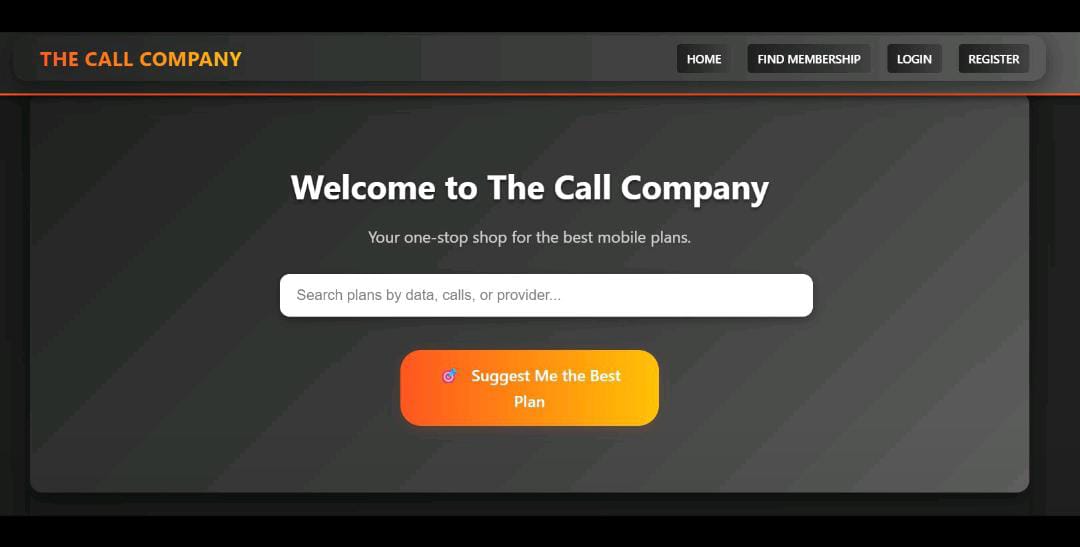 THE CALL COMPANY
HOME
FIND MEMBERSHIP
LOGIN
REGISTER
Welcome to The Call Company
Your one-stop shop for the best mobile plans.
Search plans by data, calls, or provider...
🎯 Suggest Me the Best
Plan